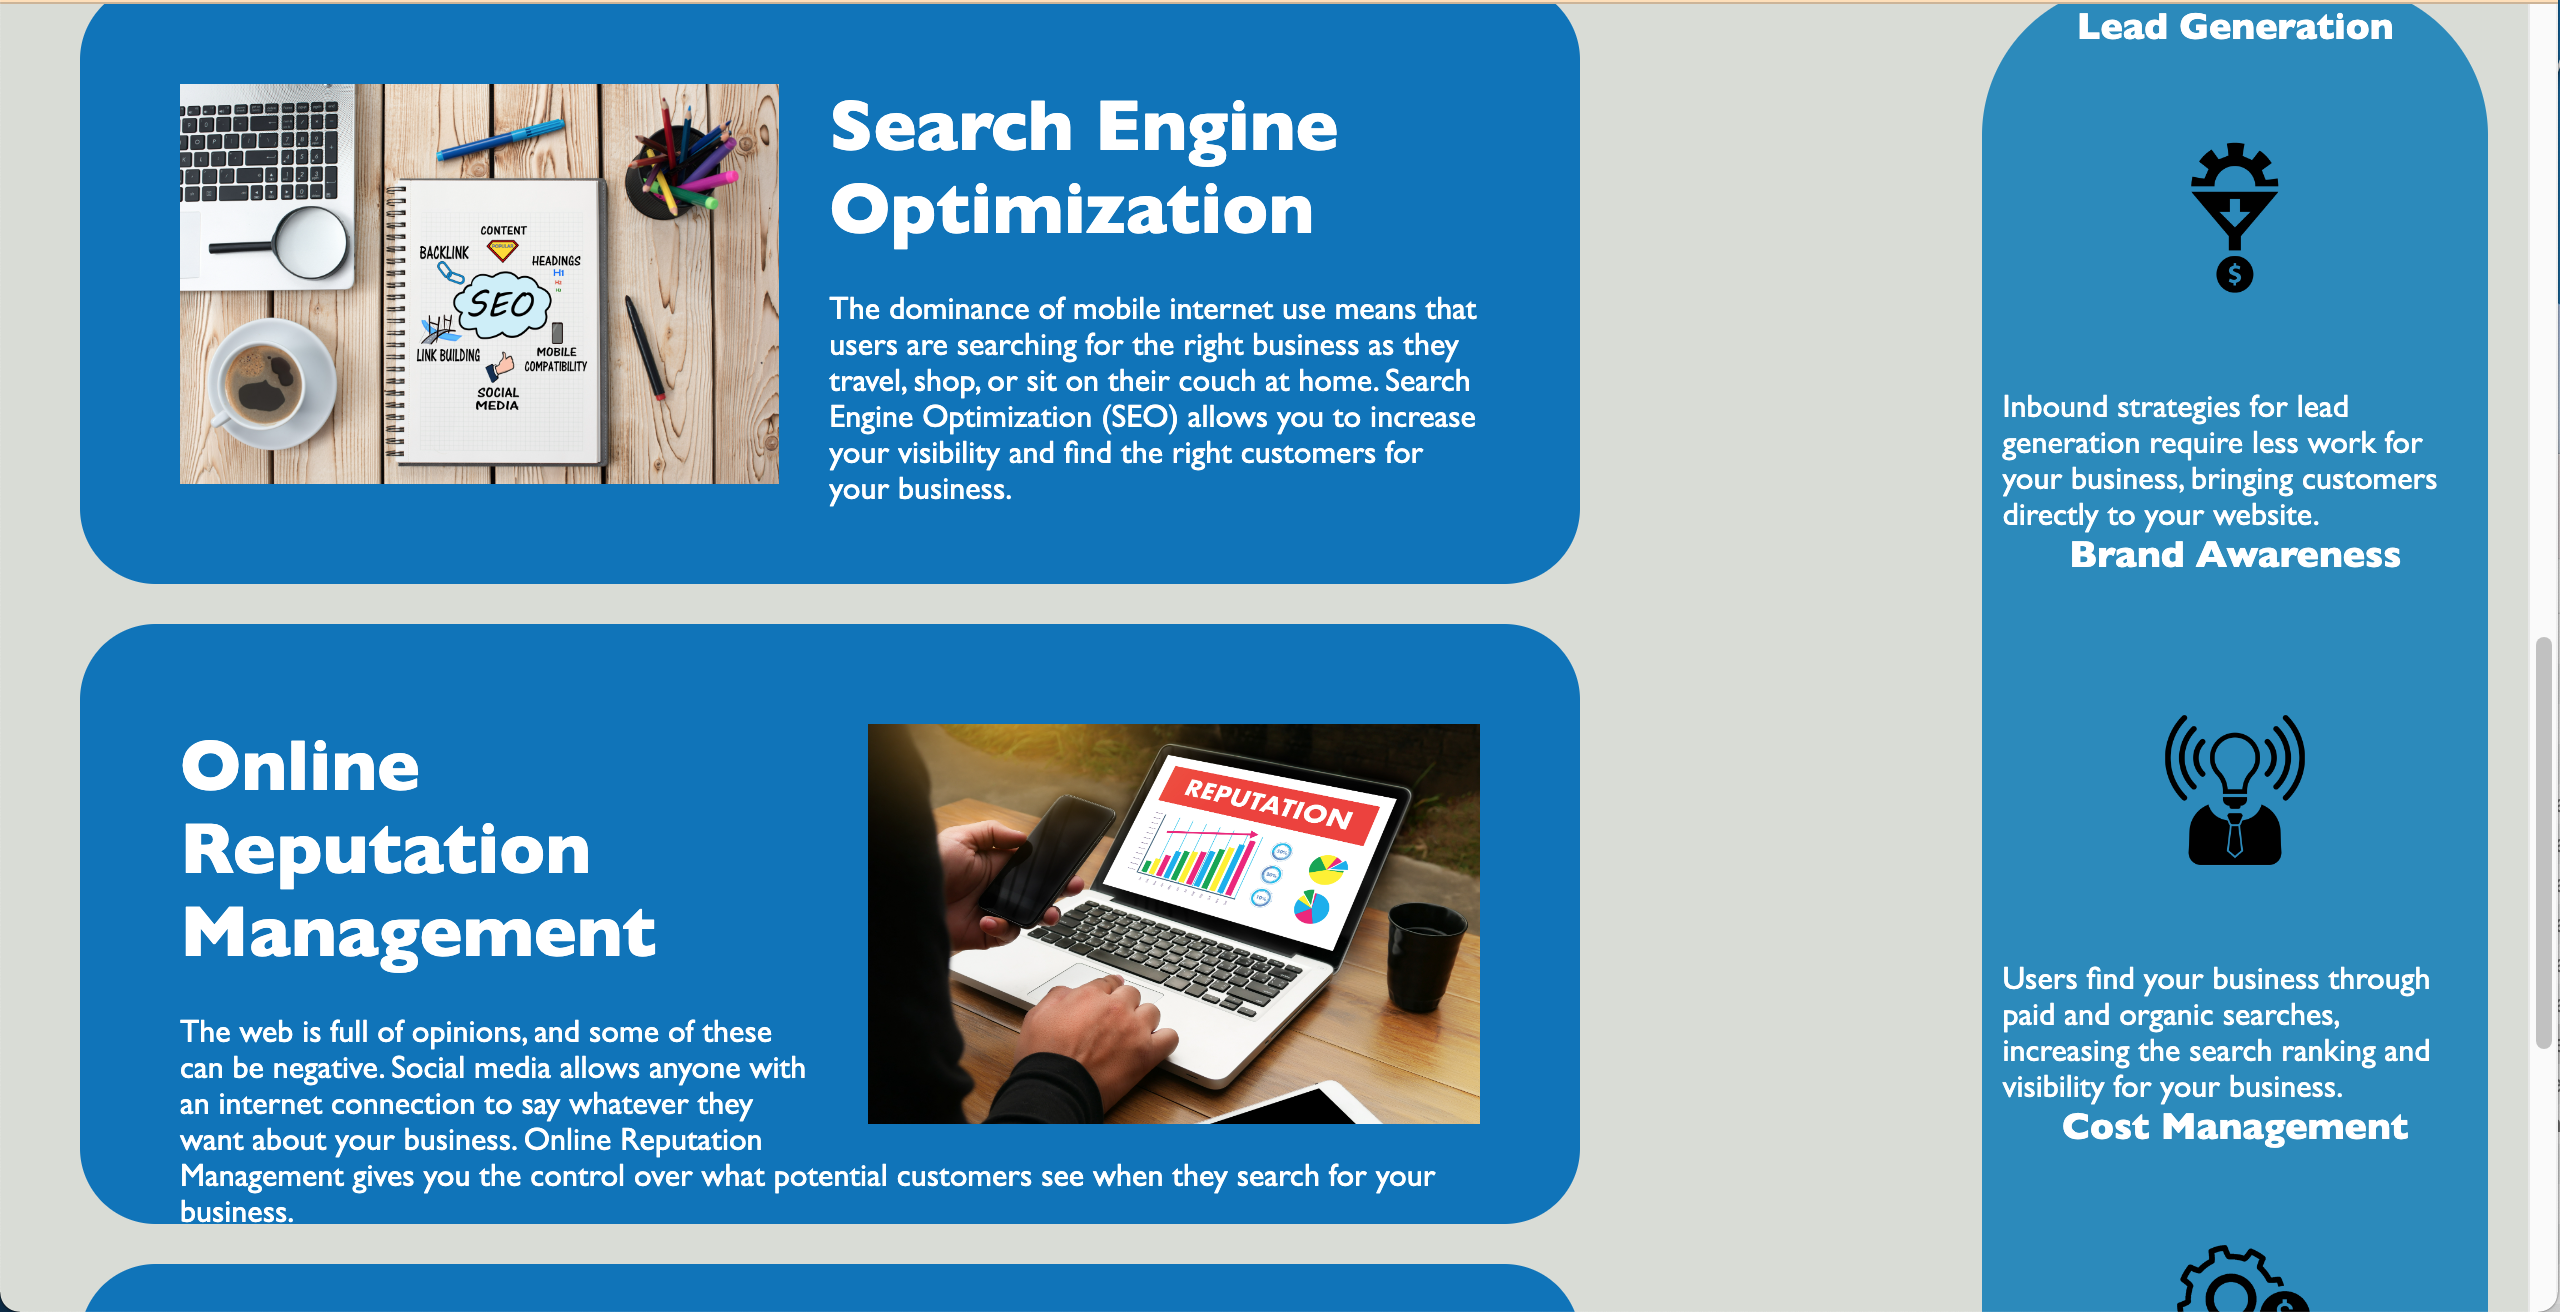 Search Engine
Optimization
The dominance of mobile internet use means that
users are searching for the right business as they
travel, shop, or sit on their couch at home. Search
Engine Optimization (SEO) allows you to increase
your visibility and find the right customers for
your business.
CONTENT
POPULAR
BACKLINK
HEADINGS
H1
H2
H3
SEO
LINK BUILDING
MOBILE
COMPATIBILITY
SOCIAL
MEDIA
Online
Reputation
Management
The web is full of opinions, and some of these
can be negative. Social media allows anyone with
an internet connection to say whatever they
want about your business. Online Reputation
Management gives you the control over what potential customers see when they search for your
business.
REPUTATION
Lead Generation
$
Inbound strategies for lead
generation require less work for
your business, bringing customers
directly to your website.
Brand Awareness
Users find your business through
paid and organic searches,
increasing the search ranking and
visibility for your business.
Cost Management